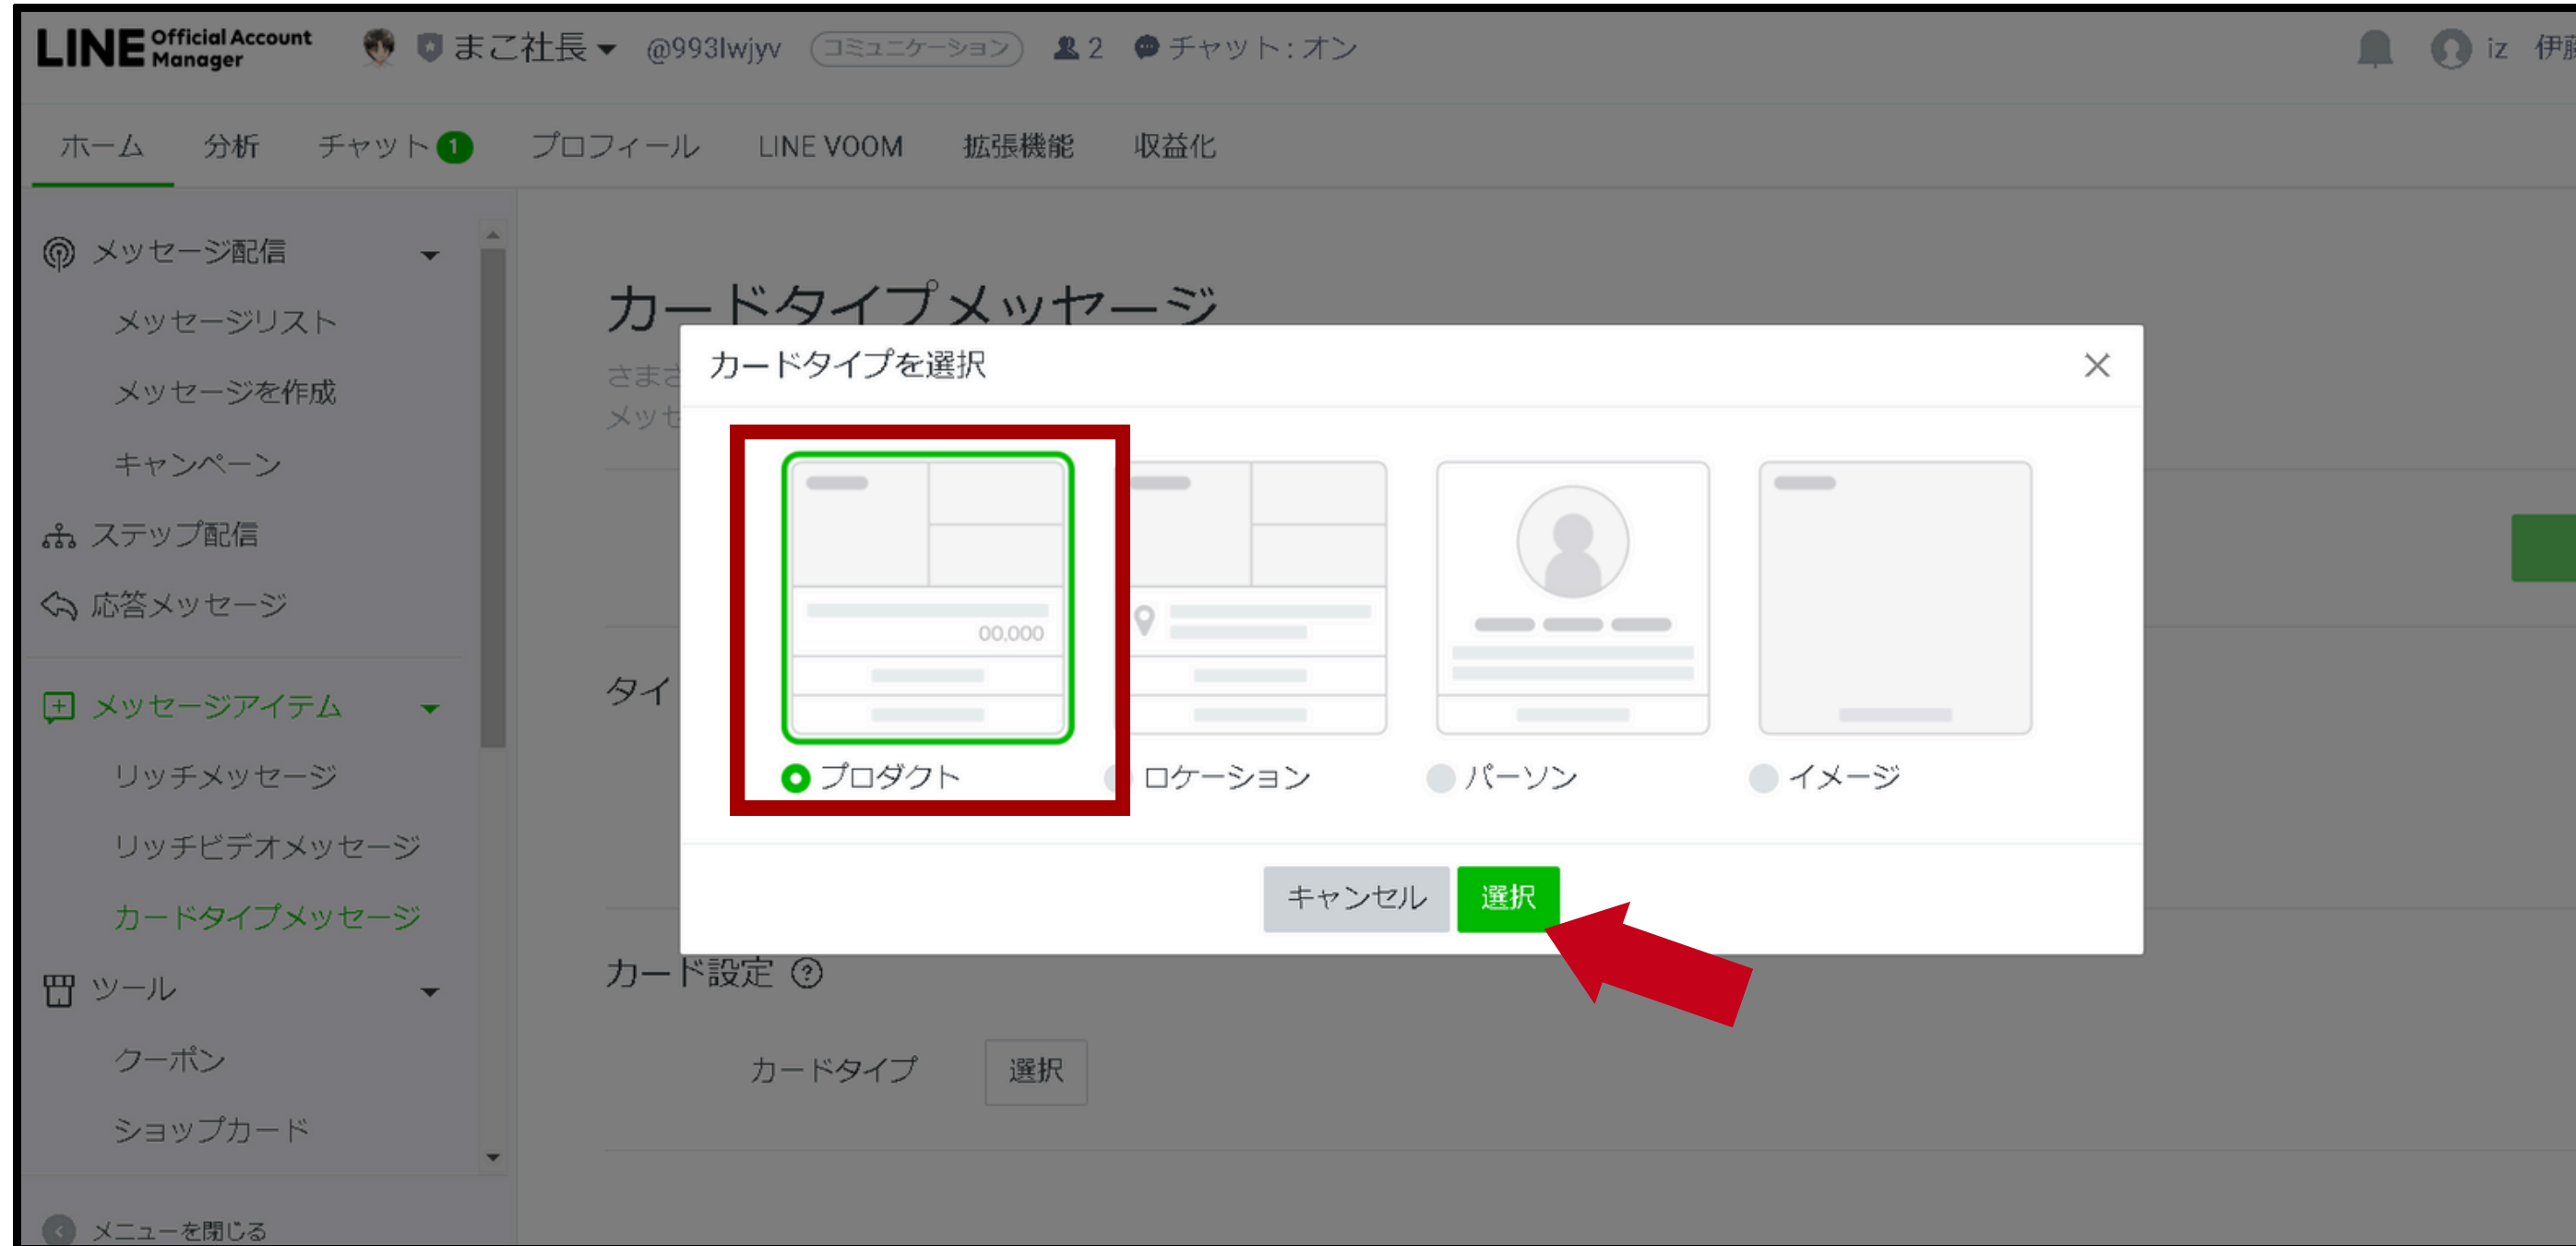 LINE Official Account Manager まこ社長 @993lwjyv コミュニケーション 2 チャット:オン iz 伊藤
ホーム 分析 チャット 1 プロフィール LINE VOOM 拡張機能 収益化
メッセージ配信
メッセージリスト
メッセージを作成
キャンペーン
ステップ配信
応答メッセージ
メッセージアイテム
リッチメッセージ
リッチビデオメッセージ
カードタイプメッセージ
ツール
クーポン
ショップカード
メニューを閉じる
カードタイプメッセージ
さまざ
メッセ
タイ
カードタイプを選択
00,000
プロダクト ロケーション パーソン イメージ
キャンセル 選択
カード設定
カードタイプ 選択